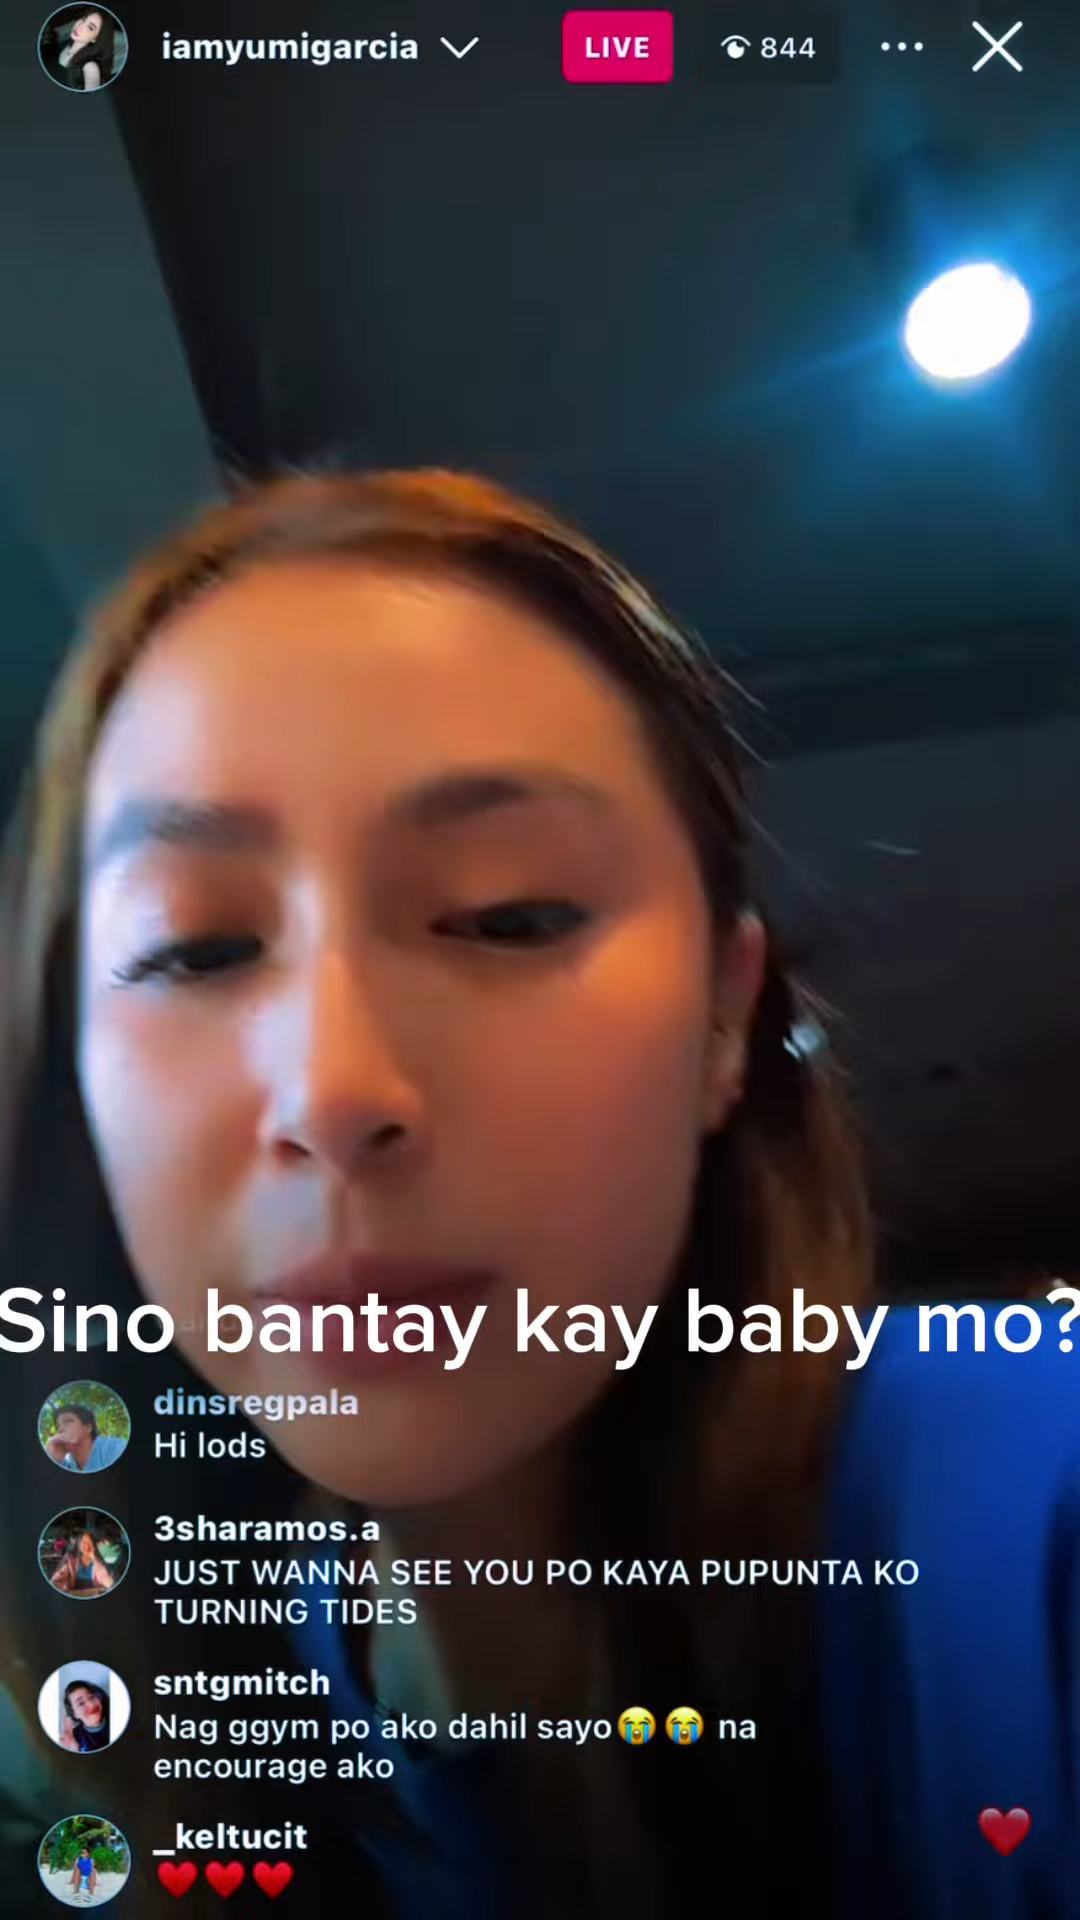 iamyumigarcia
LIVE
844
Sino bantay kay baby mo?
dinsregpala
Hi lods
3sharamos.a
JUST WANNA SEE YOU PO KAYA PUPUNTA KO
TURNING TIDES
sntgmitch
Nag ggym po ako dahil sayo😭😭 na
encourage ako
_keltucit
❤️❤️❤️